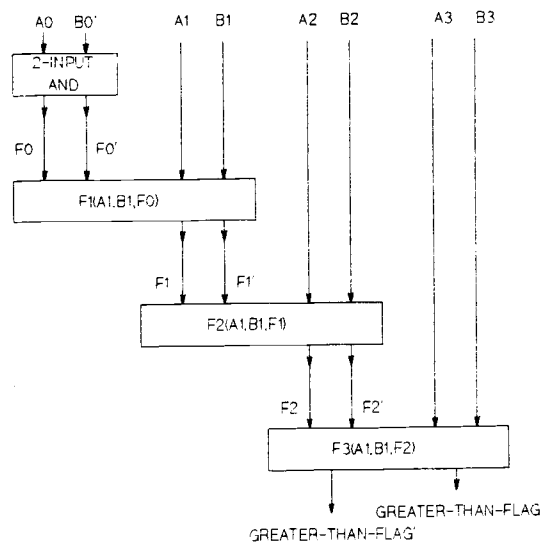 A0 B0' A1 B1 A2 B2 A3 B3
2-INPUT
AND
F0 F0'
F1(A1,B1,F0)
F1 F1'
F2(A1,B1,F1)
F2 F2'
F3(A1,B1,F2)
GREATER-THAN-FLAG
GREATER-THAN-FLAG'